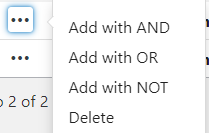 Add with AND
Add with OR
Add with NOT
2 of 2
Delete